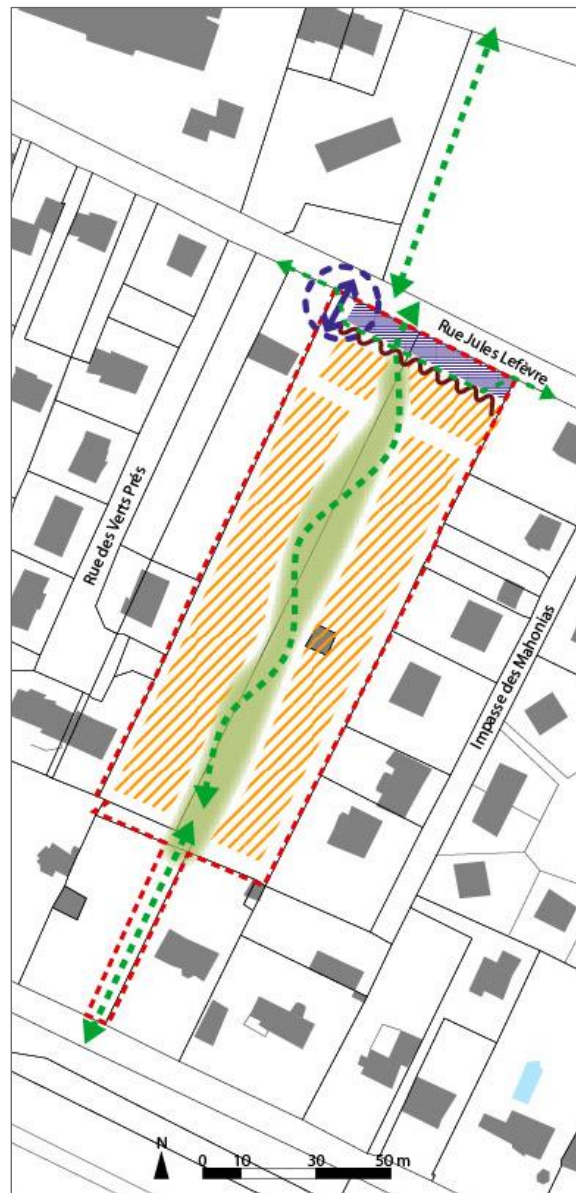 Rue Jules Lefèvre
Rue des Verts Prés
Impasse des Mahonias
N
0 10 30 50 m